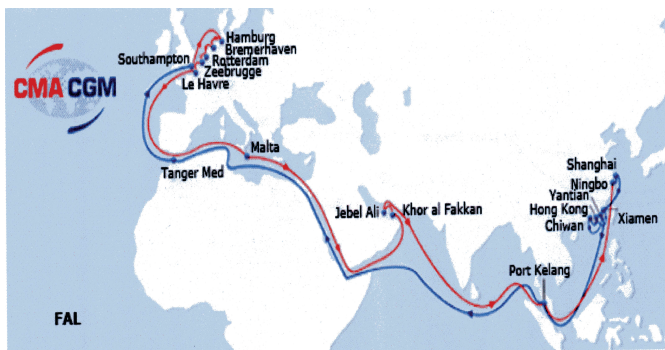 Hamburg
Bremerhaven
Southampton
Rotterdam
Zeebrugge
Le Havre
CMA CGM
Malta
Tanger Med
Shanghai
Ningbo
Yantian
Jebel Ali
Khor al Fakkan
Hong Kong
Xiamen
Chiwan
Port Kelang
FAL